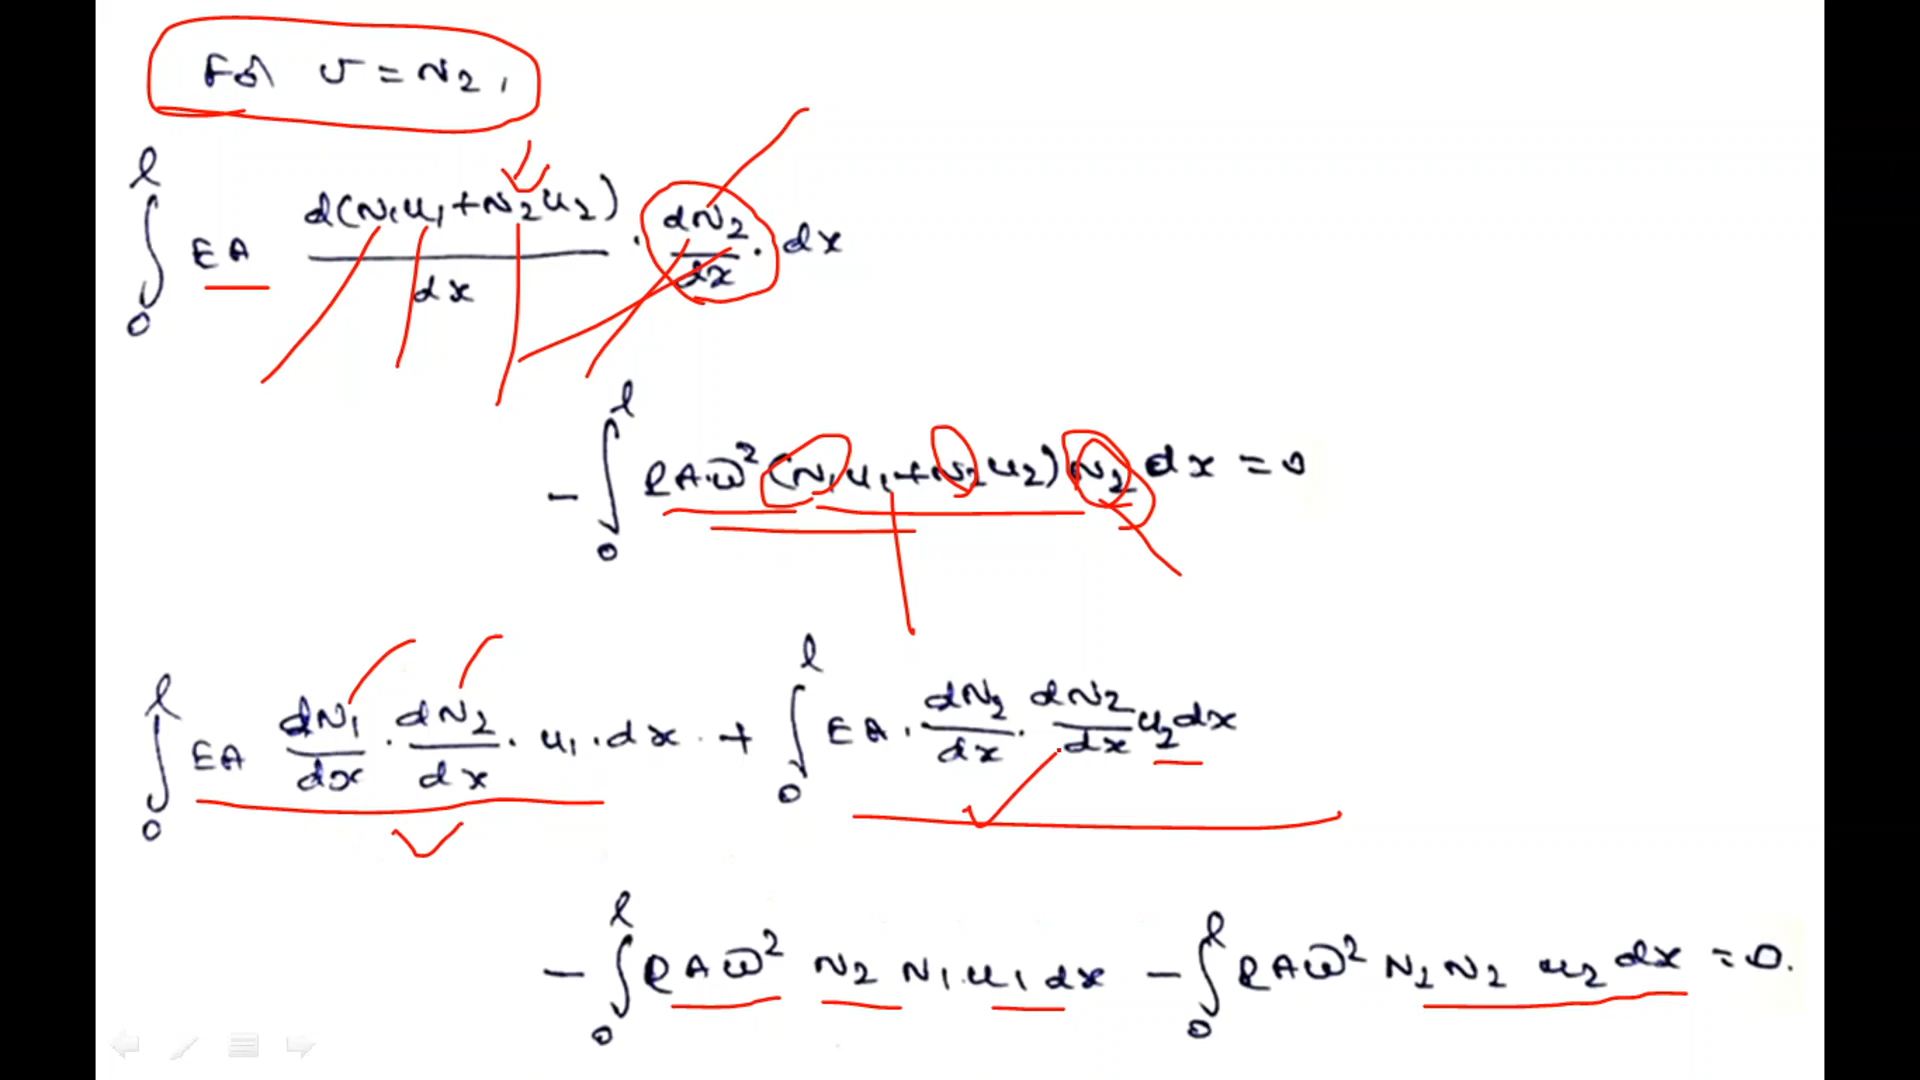 For v = N₂,
∫₀ˡ EA d(N₁u₁+N₂u₂)/dx · dN₂/dx · dx
− ∫₀ˡ ρAω² (N₁u₁+N₂u₂) N₂ dx = 0
∫₀ˡ EA dN₁/dx · dN₂/dx · u₁ · dx + ∫₀ˡ EA · dN₂/dx · dN₂/dx u₂ dx
− ∫₀ˡ ρAω² N₂ N₁ u₁ dx − ∫₀ˡ ρAω² N₂ N₂ u₂ dx = 0.